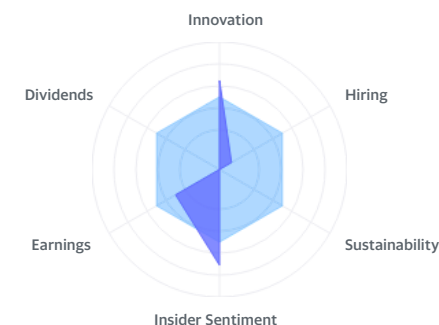 Innovation
Dividends
Hiring
Earnings
Sustainability
Insider Sentiment